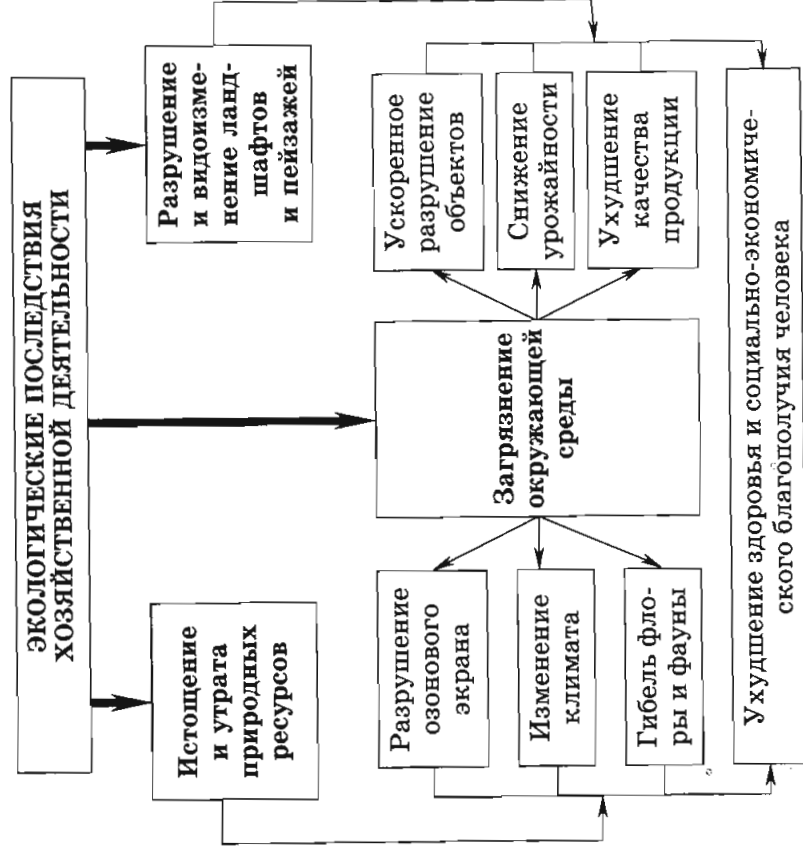 ЭКОЛОГИЧЕСКИЕ ПОСЛЕДСТВИЯ
ХОЗЯЙСТВЕННОЙ ДЕЯТЕЛЬНОСТИ
Истощение
и утрата
природных
ресурсов
Разрушение
и видоизме-
нение ланд-
шафтов
и пейзажей
Загрязнение
окружающей
среды
Разрушение
озонового
экрана
Изменение
климата
Гибель фло-
ры и фауны
Ускоренное
разрушение
объектов
Снижение
урожайности
Ухудшение
качества
продукции
Ухудшение здоровья и социально-экономиче-
ского благополучия человека